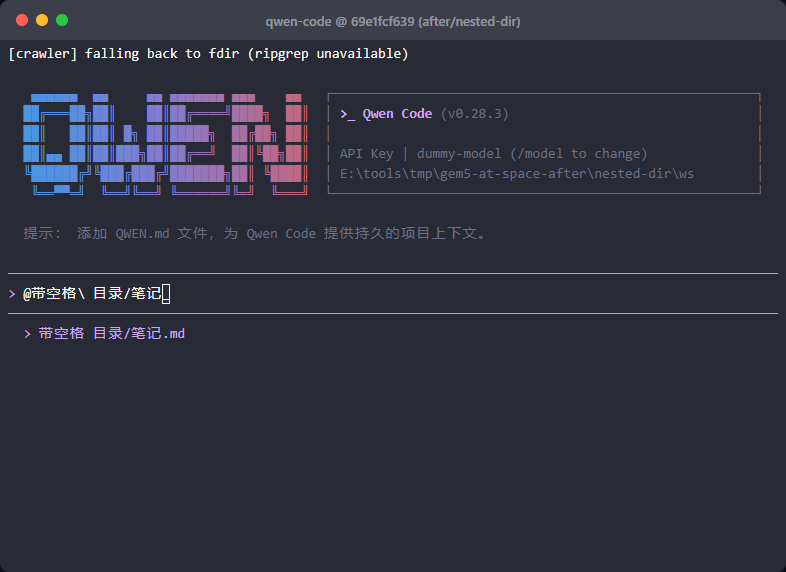 qwen-code @ 69e1fcf639 (after/nested-dir)
[crawler] falling back to fdir (ripgrep unavailable)
QWEN
>_ Qwen Code (v0.28.3)
API Key | dummy-model (/model to change)
E:\tools\tmp\gem5-at-space-after\nested-dir\ws
提示: 添加 QWEN.md 文件, 为 Qwen Code 提供持久的项目上下文。
> @带空格\ 目录/笔记
> 带空格 目录/笔记.md